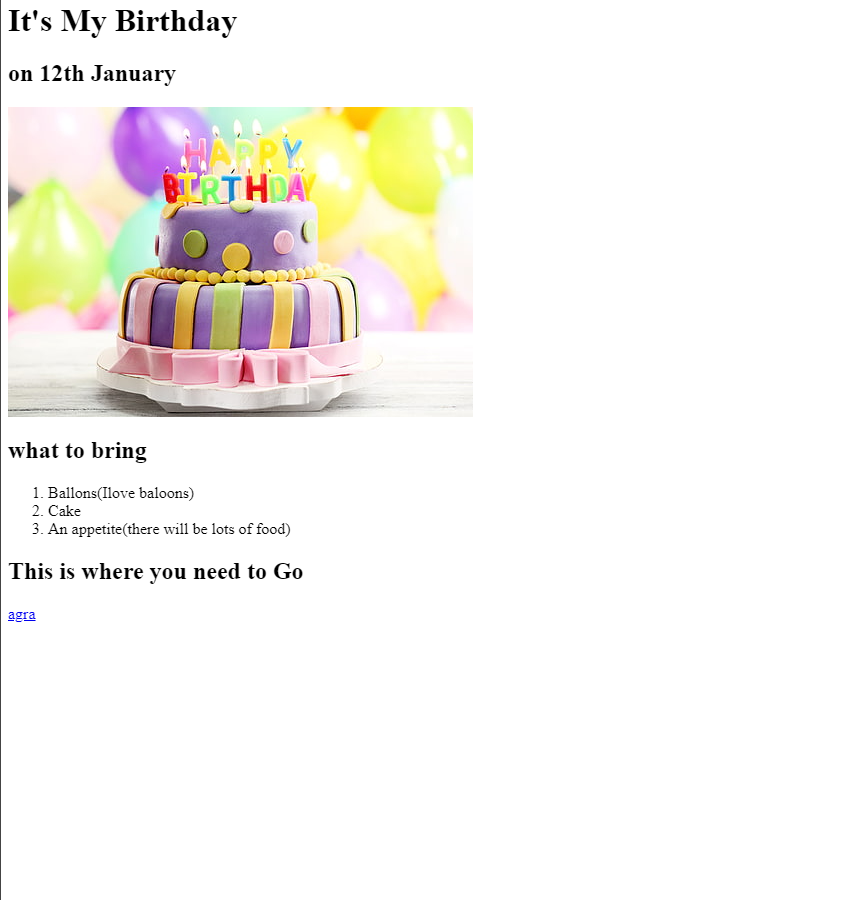 It's My Birthday
on 12th January
HAPPY
BIRTHDAY
what to bring
1. Ballons(Ilove baloons)
2. Cake
3. An appetite(there will be lots of food)
This is where you need to Go
agra